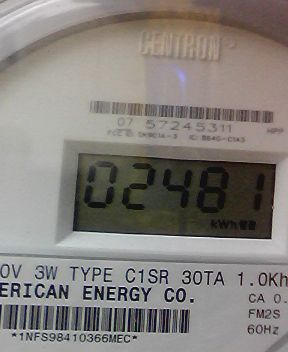 CENTRON®
07 57245311
HPP
02481
kWh
0V 3W TYPE C1SR 30TA 1.0Kh
ERICAN ENERGY CO.
CA 0.
FM2S
60Hz
*1NFS98410366MEC*